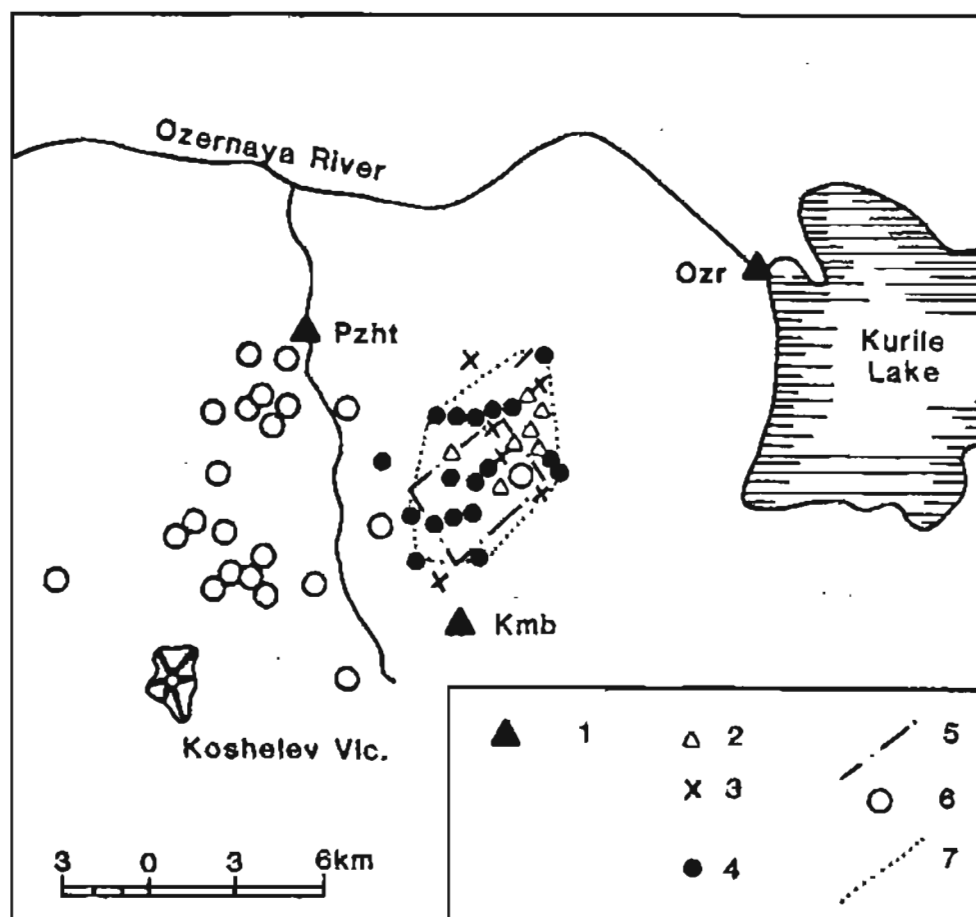 Ozernaya River
Ozr
Pzht
Kurile
Lake
Kmb
Koshelev Vlc.
3 0 3 6km
1
2
3
4
5
6
7